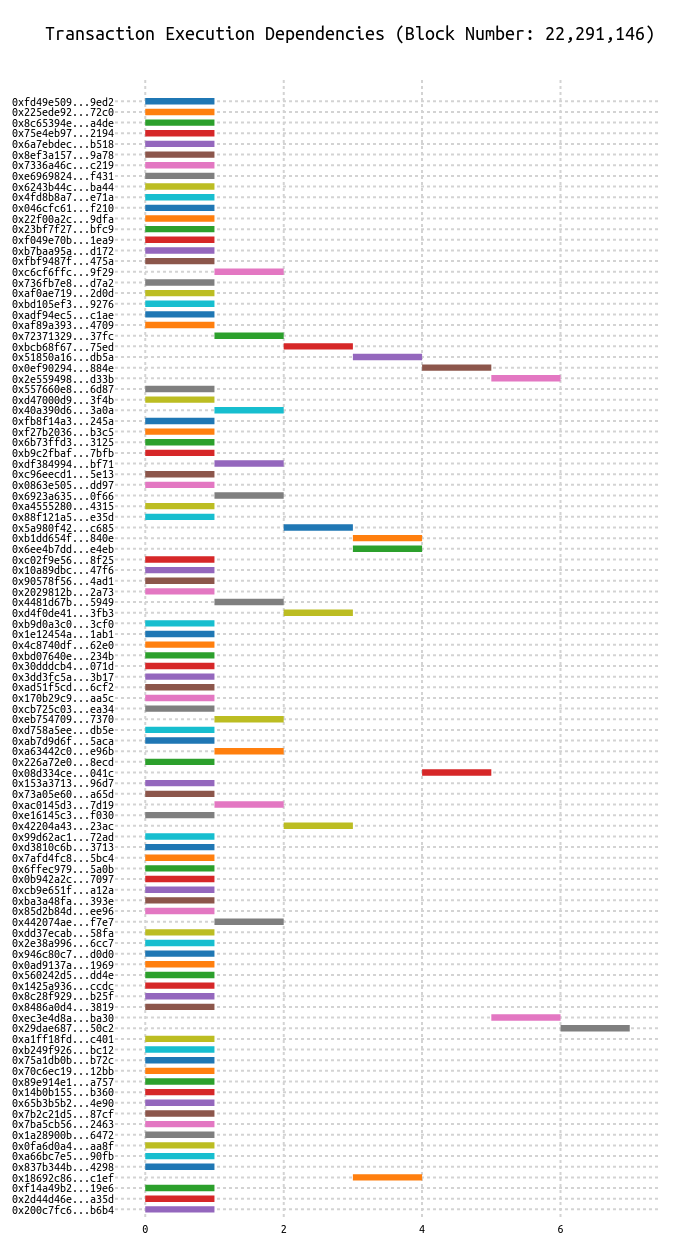 Transaction Execution Dependencies (Block Number: 22,291,146)
0xfd49e509...9ed2
0x225ede92...72c0
0x8c65394e...a4de
0x75e4eb97...2194
0x6a7ebdec...b518
0x8ef3a157...9a78
0x7336a46c...c219
0xe6969824...f431
0x6243b44c...ba44
0x4fd8b8a7...e71a
0x046cfc61...f210
0x22f00a2c...9dfa
0x23bf7f27...bfc9
0xf049e70b...1ea9
0xb7baa95a...d172
0xfbf9487f...475a
0xc6cf6ffc...9f29
0x736fb7e8...d7a2
0xaf0ae719...2d0d
0xbd105ef3...9276
0xadf94ec5...c1ae
0xaf89a393...4709
0x72371329...37fc
0xbcb68f67...75ed
0x51850a16...db5a
0x0ef90294...884e
0x2e559498...d33b
0x557660e8...6d87
0xd47000d9...3f4b
0x40a390d6...3a0a
0xfb8f14a3...245a
0xf27b2036...b3c5
0x6b73ffd3...3125
0xb9c2fbaf...7bfb
0xdf384994...bf71
0xc96eecd1...5e13
0x0863e505...dd97
0x6923a635...0f66
0xa4555280...4315
0x88f121a5...e35d
0x5a980f42...c685
0xb1dd654f...840e
0x6ee4b7dd...e4eb
0xc02f9e56...8f25
0x10a89dbc...47f6
0x90578f56...4ad1
0x2029812b...2a73
0x4481d67b...5949
0xd4f0de41...3fb3
0xb9d0a3c0...3cf0
0x1e12454a...1ab1
0x4c8740df...62e0
0xbd07640e...234b
0x30dddcb4...071d
0x3dd3fc5a...3b17
0xad51f5cd...6cf2
0x170b29c9...aa5c
0xcb725c03...ea34
0xeb754709...7370
0xd758a5ee...db5e
0xab7d9d6f...5aca
0xa63442c0...e96b
0x226a72e0...8ecd
0x08d334ce...041c
0x153a3713...96d7
0x73a05e60...a65d
0xac0145d3...7d19
0xe16145c3...f030
0x42204a43...23ac
0x99d62ac1...72ad
0xd3810c6b...3713
0x7afd4fc8...5bc4
0x6ffec979...5a0b
0x0b942a2c...7097
0xcb9e651f...a12a
0xba3a48fa...393e
0x85d2b84d...ee96
0x442074ae...f7e7
0xdd37ecab...58fa
0x2e38a996...6cc7
0x946c80c7...d0d0
0x0ad9137a...1969
0x560242d5...dd4e
0x1425a936...ccdc
0x8c28f929...b25f
0x8486a0d4...3819
0xec3e4d8a...ba30
0x29dae687...50c2
0xa1ff18fd...c401
0xb249f926...bc12
0x75a1db0b...b72c
0x70c6ec19...12bb
0x89e914e1...a757
0x14b0b155...b360
0x65b3b5b2...4e90
0x7b2c21d5...87cf
0x7ba5cb56...2463
0x1a28900b...6472
0x0fa6d0a4...aa8f
0xa66bc7e5...90fb
0x837b344b...4298
0x18692c86...c1ef
0xf14a49b2...19e6
0x2d44d46e...a35d
0x200c7fc6...b6b4
0 2 4 6